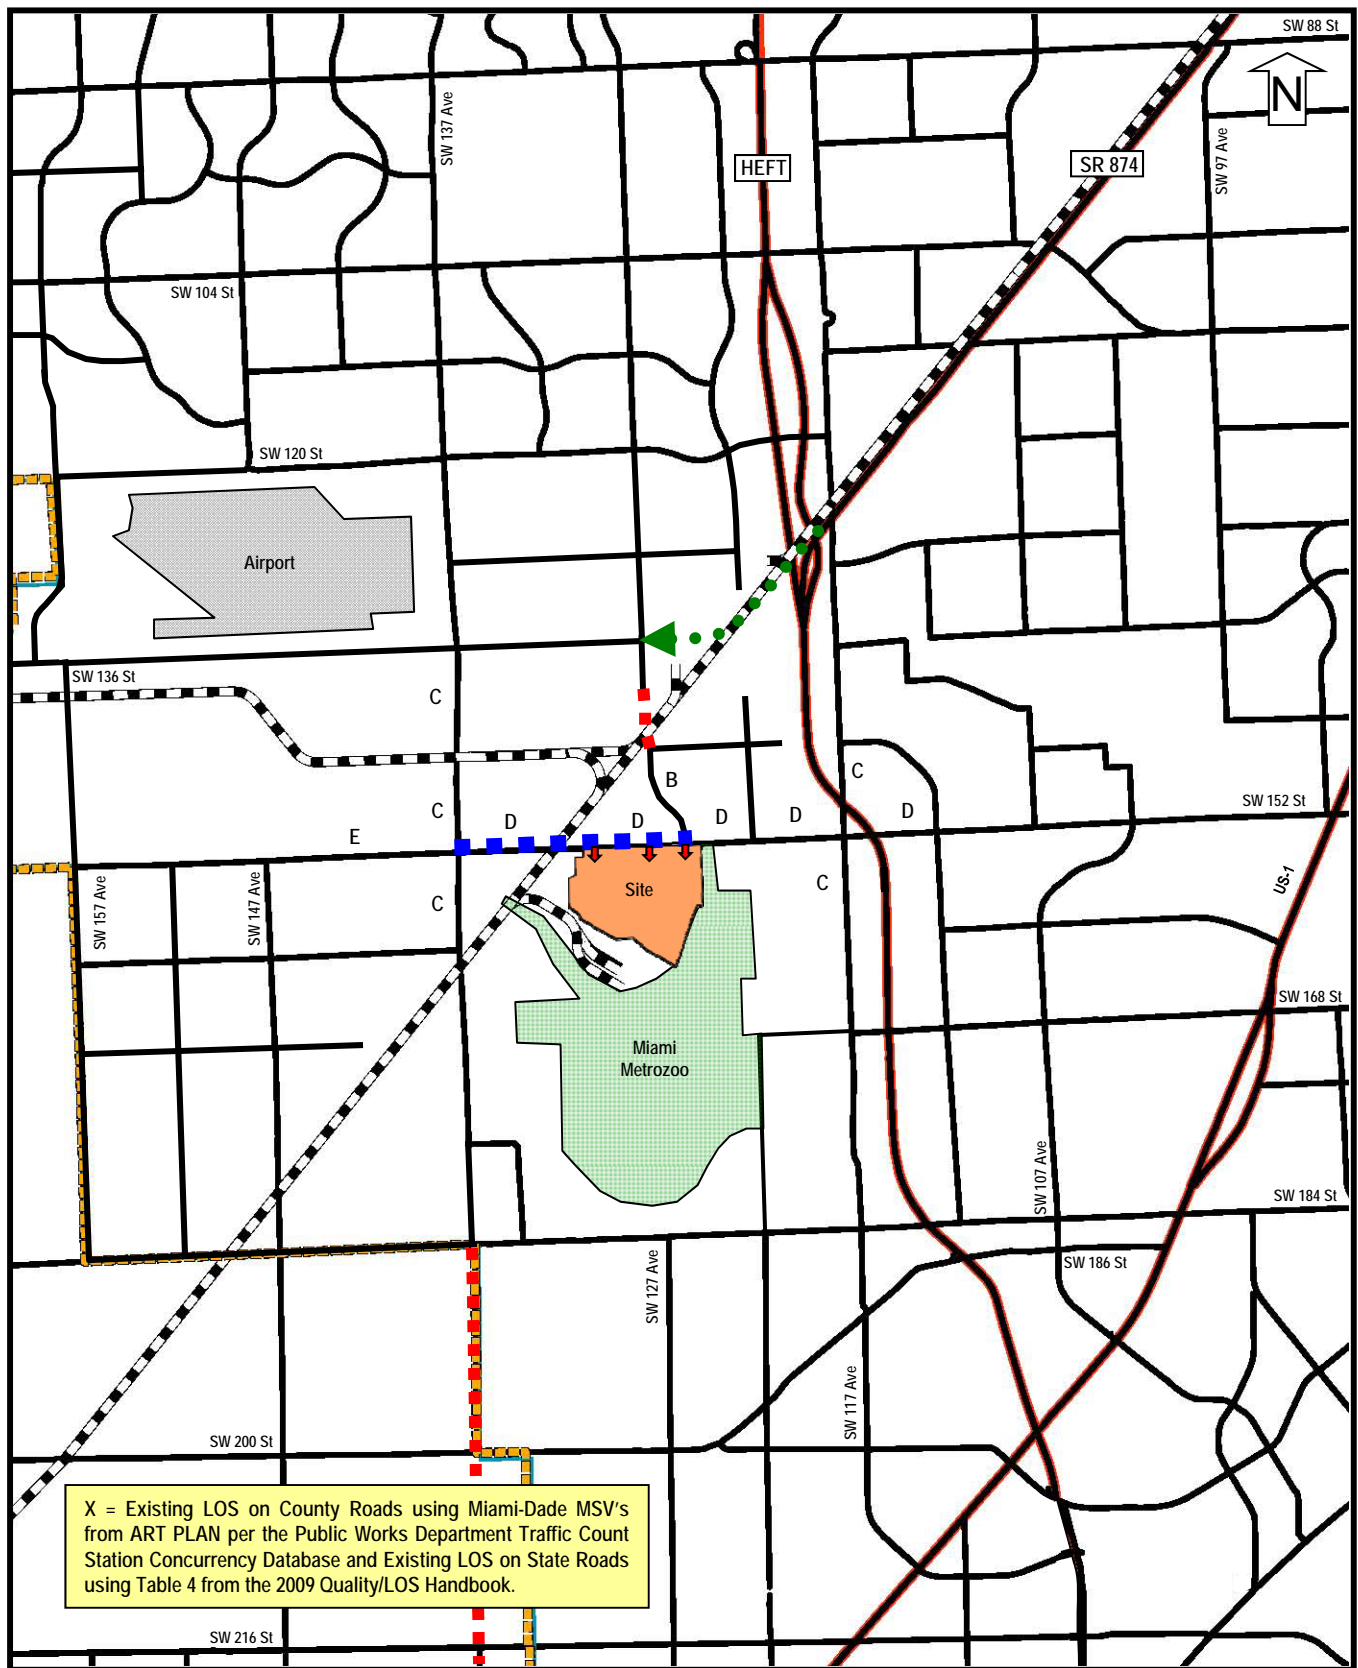 SW 88 St
N
SW 137 Ave
HEFT
SR 874
SW 97 Ave
SW 104 St
SW 120 St
Airport
SW 136 St
C
B
C
SW 152 St
C
D
D
D
D
D
E
US-1
Site
C
SW 157 Ave
SW 147 Ave
C
SW 168 St
Miami
Metrozoo
SW 107 Ave
SW 184 St
SW 127 Ave
SW 186 St
SW 117 Ave
SW 200 St
X = Existing LOS on County Roads using Miami-Dade MSV's
from ART PLAN per the Public Works Department Traffic Count
Station Concurrency Database and Existing LOS on State Roads
using Table 4 from the 2009 Quality/LOS Handbook.
SW 216 St